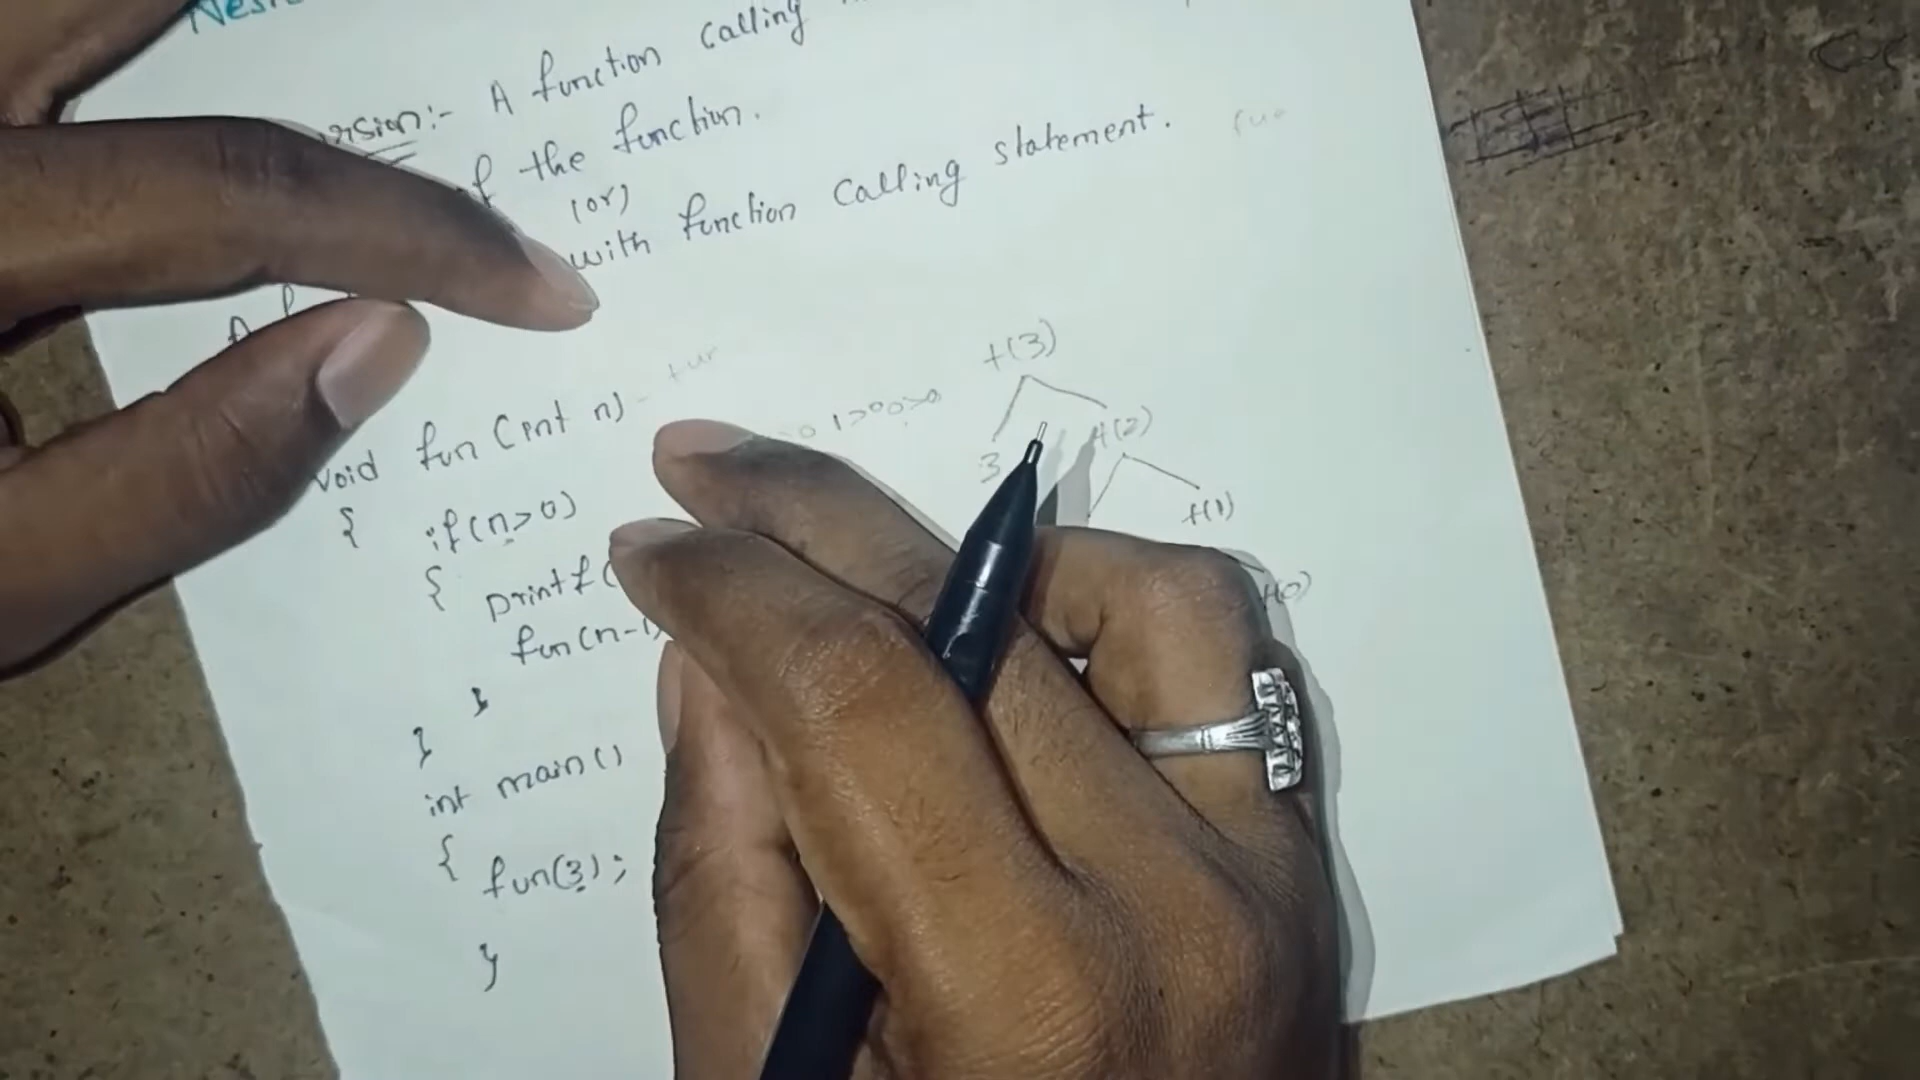 A function calling
of the function.
(or)
with function calling statement.
void fun (int n)
{ if (n>0)
{ printf(
fun(n-1)
}
}
int main()
{ fun(3);
}
f(3)
3 f(2)
f(1)
f(0)